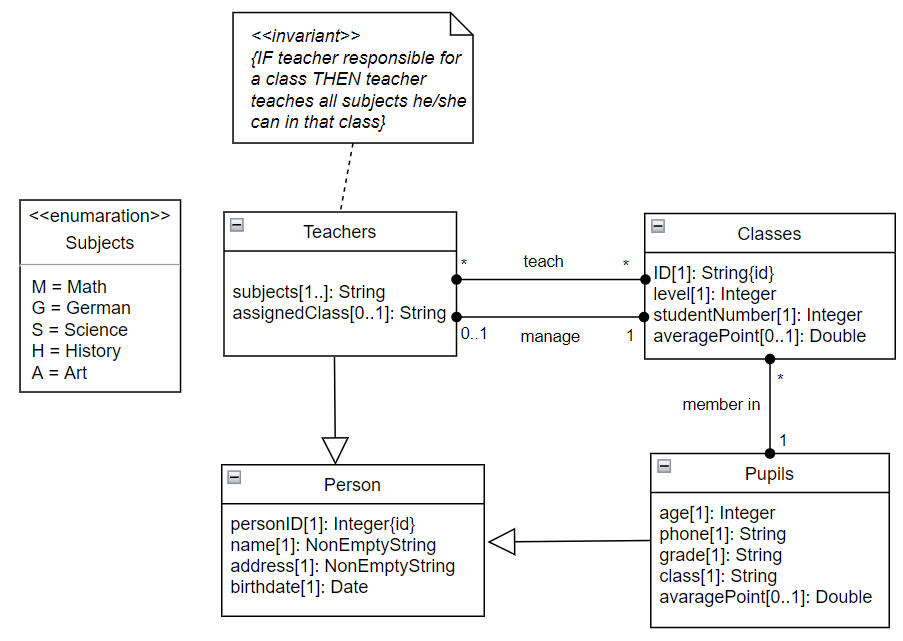 <<invariant>>
{IF teacher responsible for
a class THEN teacher
teaches all subjects he/she
can in that class}
<<enumaration>>
Subjects
M = Math
G = German
S = Science
H = History
A = Art
Teachers
subjects[1..]: String
assignedClass[0..1]: String
*
teach
*
0..1
manage
1
Classes
ID[1]: String{id}
level[1]: Integer
studentNumber[1]: Integer
averagePoint[0..1]: Double
*
member in
1
Person
personID[1]: Integer{id}
name[1]: NonEmptyString
address[1]: NonEmptyString
birthdate[1]: Date
Pupils
age[1]: Integer
phone[1]: String
grade[1]: String
class[1]: String
avaragePoint[0..1]: Double